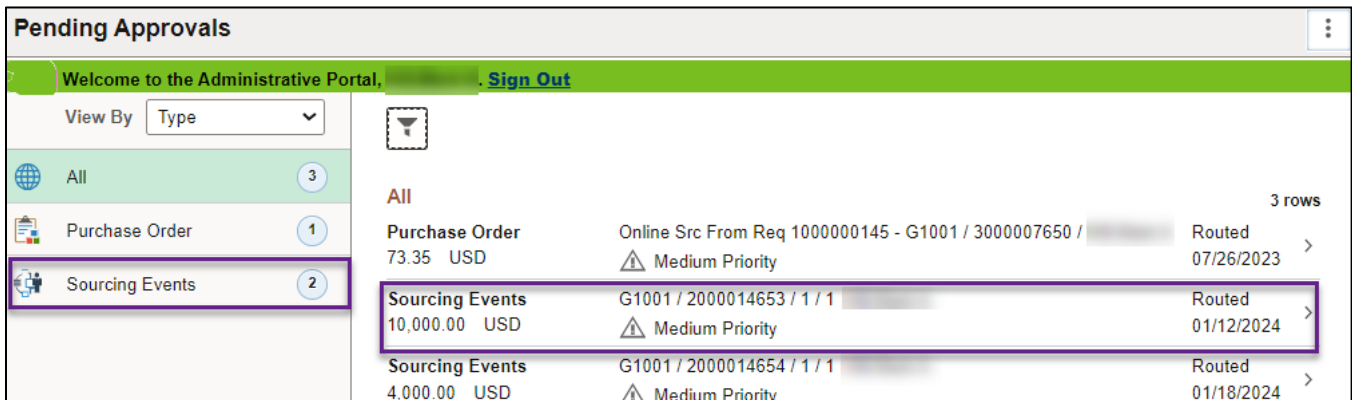 Pending Approvals
Welcome to the Administrative Portal, . Sign Out
View By Type
All 3
Purchase Order 1
Sourcing Events 2
All
3 rows
Purchase Order Online Src From Req 1000000145 - G1001 / 3000007650 / Routed
73.35 USD Medium Priority 07/26/2023
Sourcing Events G1001 / 2000014653 / 1 / 1 Routed
10,000.00 USD Medium Priority 01/12/2024
Sourcing Events G1001 / 2000014654 / 1 / 1 Routed
4,000.00 USD Medium Priority 01/18/2024